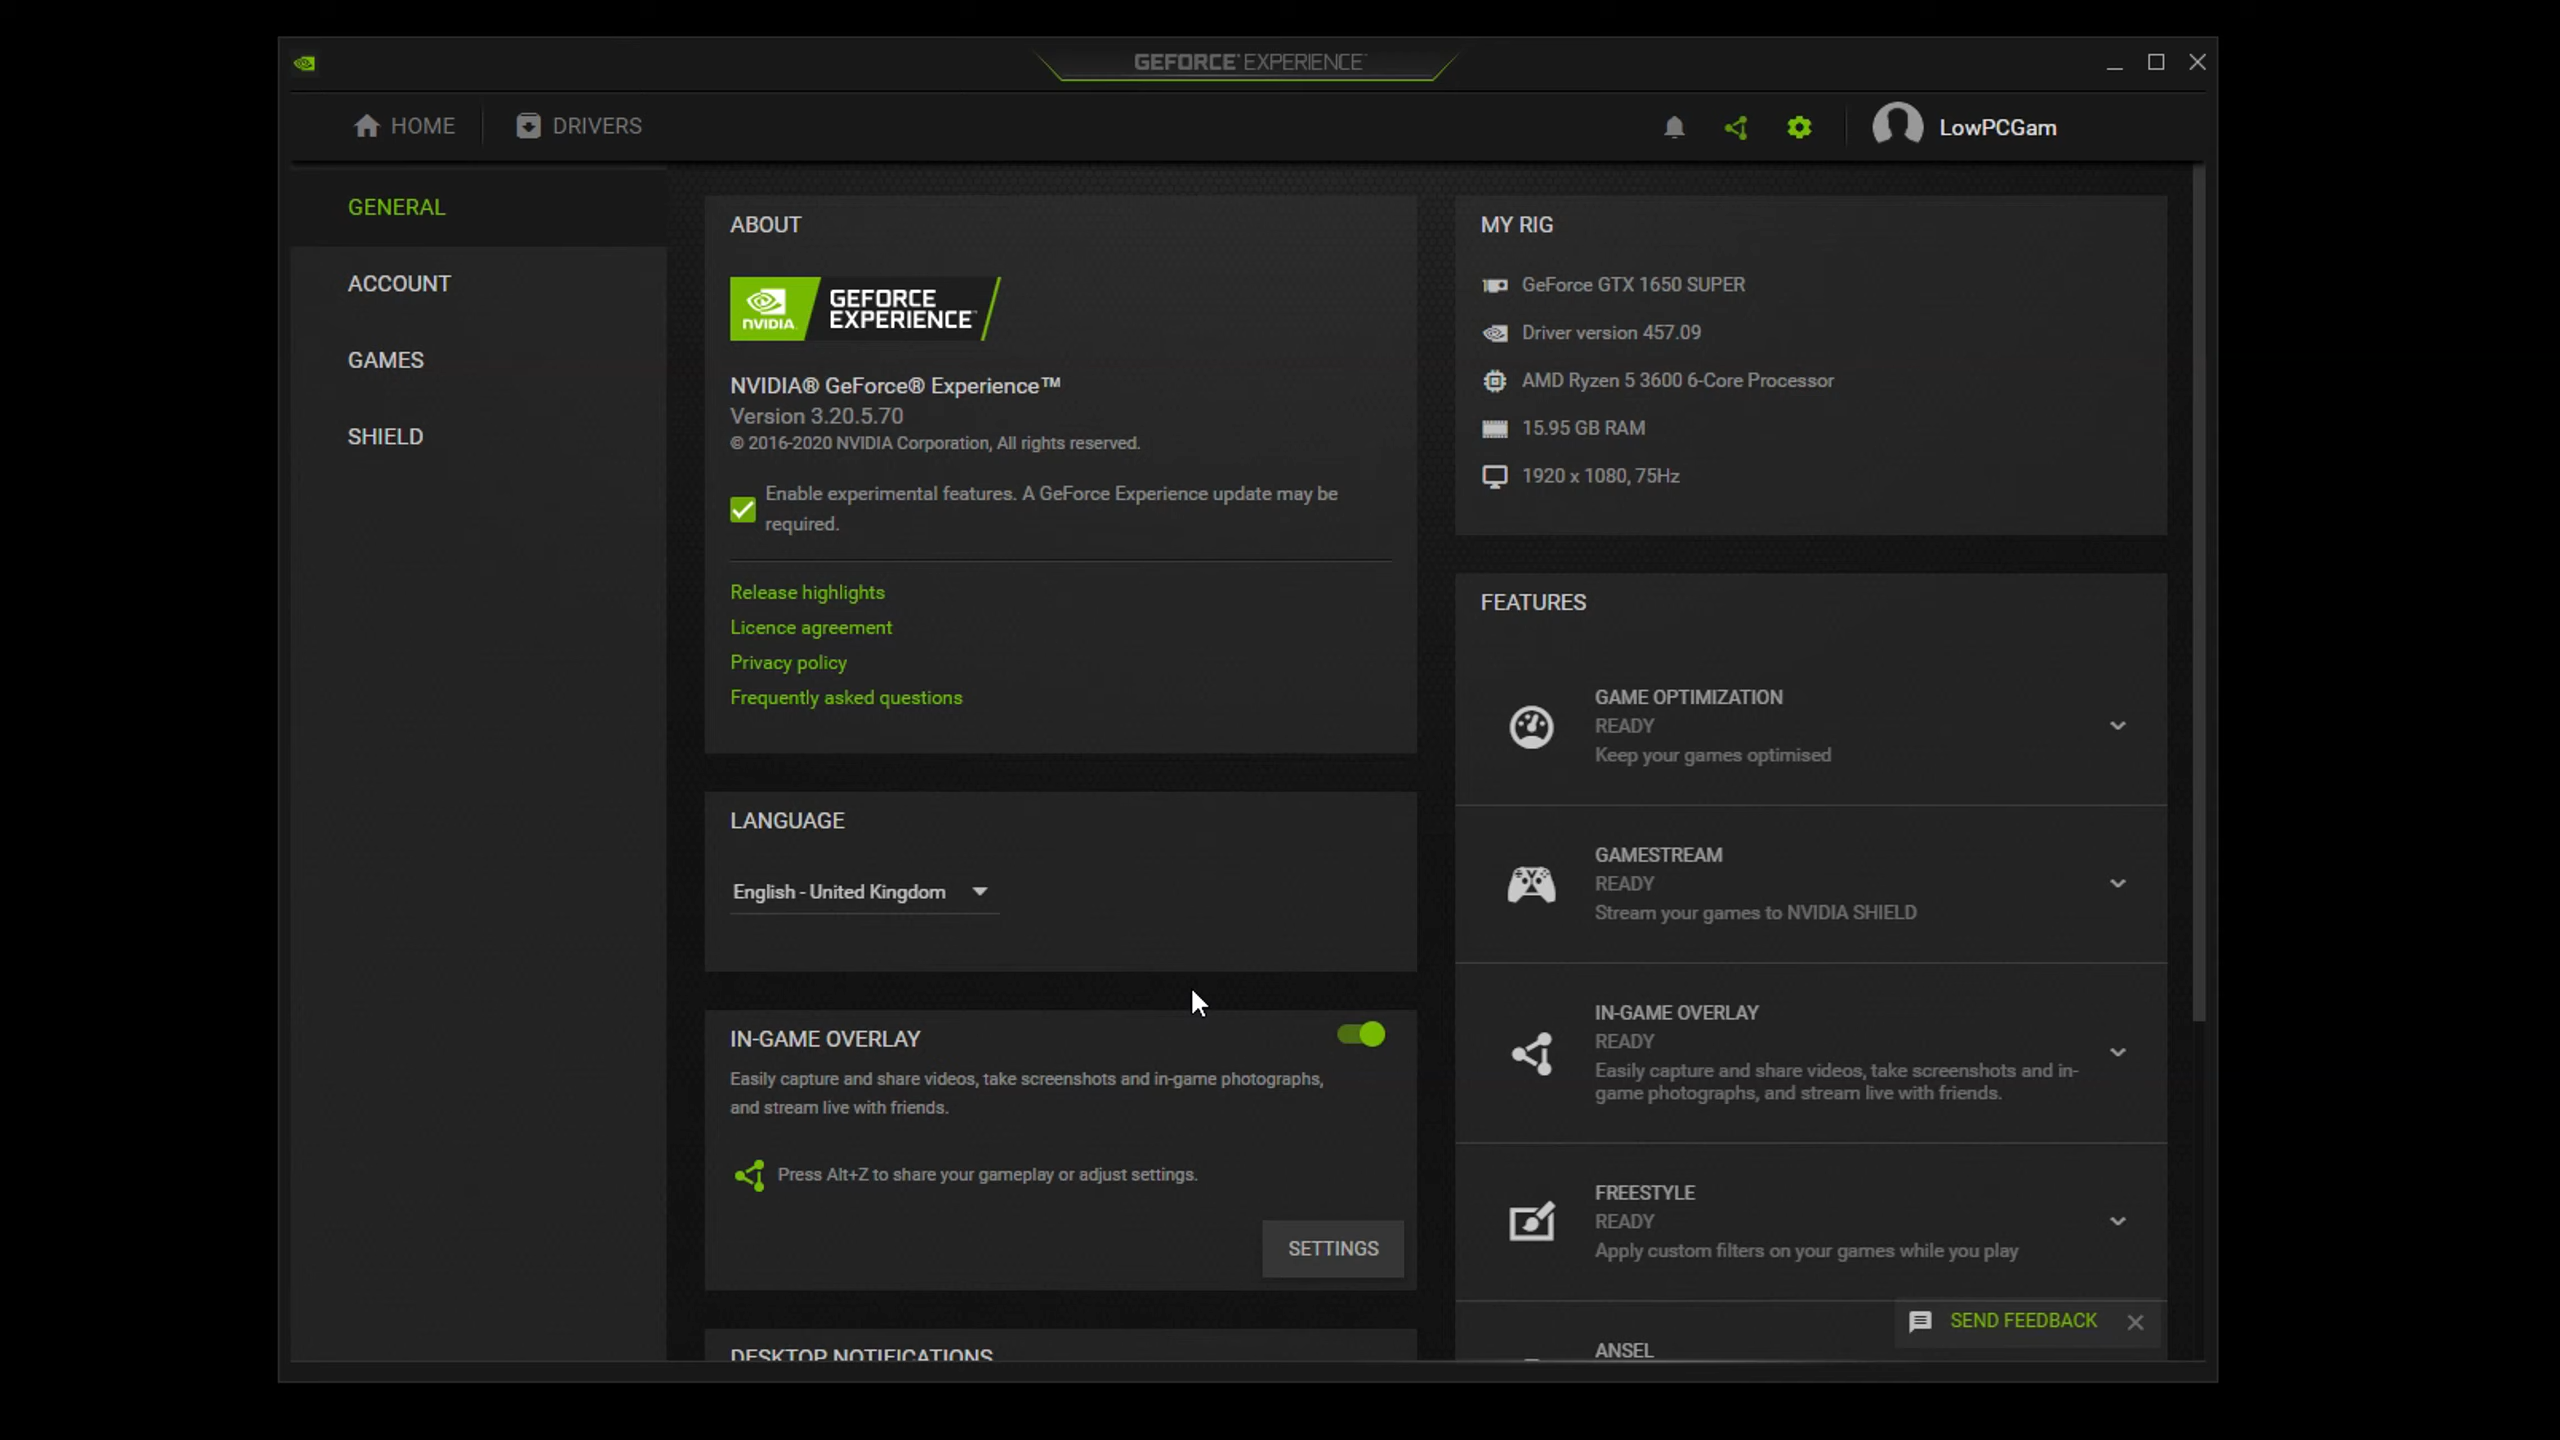 GEFORCE EXPERIENCE
HOME
DRIVERS
LowPCGam
GENERAL
ACCOUNT
GAMES
SHIELD
ABOUT
NVIDIA.
GEFORCE
EXPERIENCE
NVIDIA® GeForce® Experience™
Version 3.20.5.70
© 2016-2020 NVIDIA Corporation, All rights reserved.
Enable experimental features. A GeForce Experience update may be
required.
Release highlights
Licence agreement
Privacy policy
Frequently asked questions
LANGUAGE
English - United Kingdom
IN-GAME OVERLAY
Easily capture and share videos, take screenshots and in-game photographs,
and stream live with friends.
Press Alt+Z to share your gameplay or adjust settings.
SETTINGS
DESKTOP NOTIFICATIONS
MY RIG
GeForce GTX 1650 SUPER
Driver version 457.09
AMD Ryzen 5 3600 6-Core Processor
15.95 GB RAM
1920 x 1080, 75Hz
FEATURES
GAME OPTIMIZATION
READY
Keep your games optimised
GAMESTREAM
READY
Stream your games to NVIDIA SHIELD
IN-GAME OVERLAY
READY
Easily capture and share videos, take screenshots and in-
game photographs, and stream live with friends.
FREESTYLE
READY
Apply custom filters on your games while you play
ANSEL
SEND FEEDBACK